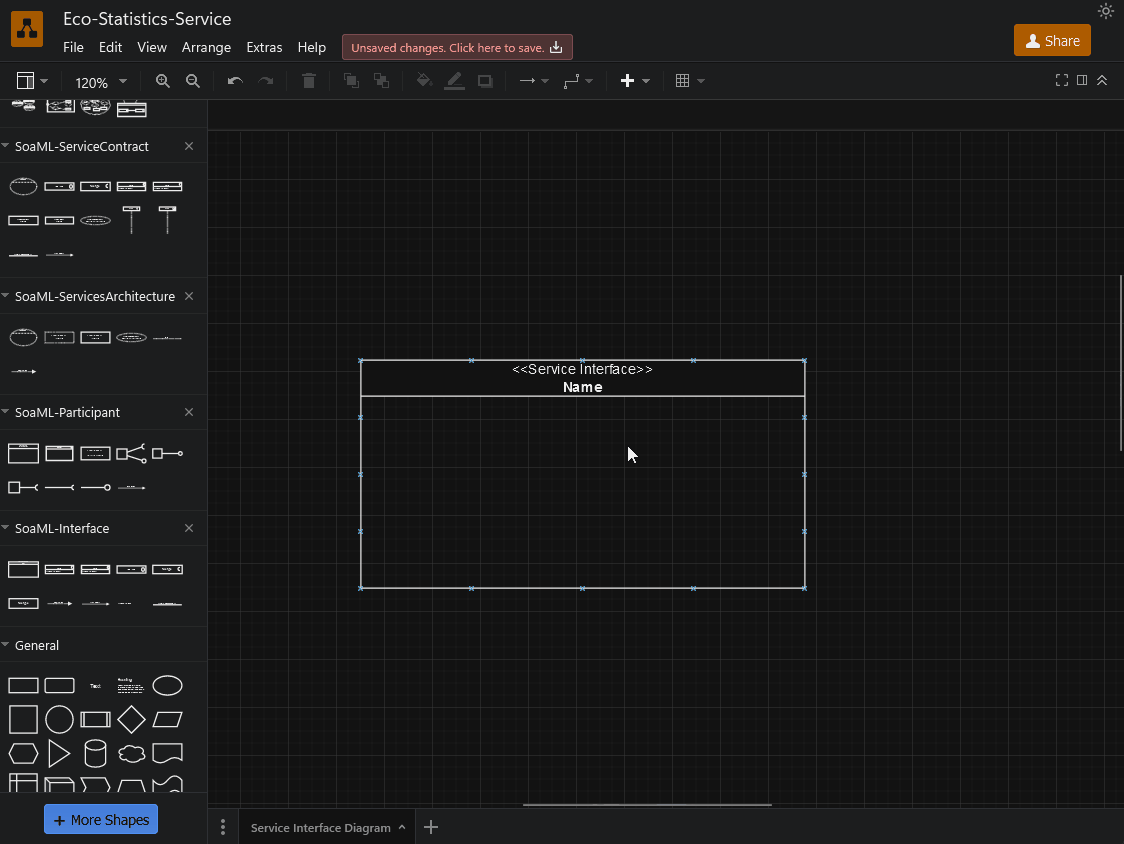 Eco-Statistics-Service
File Edit View Arrange Extras Help
Unsaved changes. Click here to save.
Share
120%
SoaML-ServiceContract
SoaML-ServicesArchitecture
SoaML-Participant
SoaML-Interface
General
Text
Heading
<<Service Interface>>
Name
+ More Shapes
Service Interface Diagram